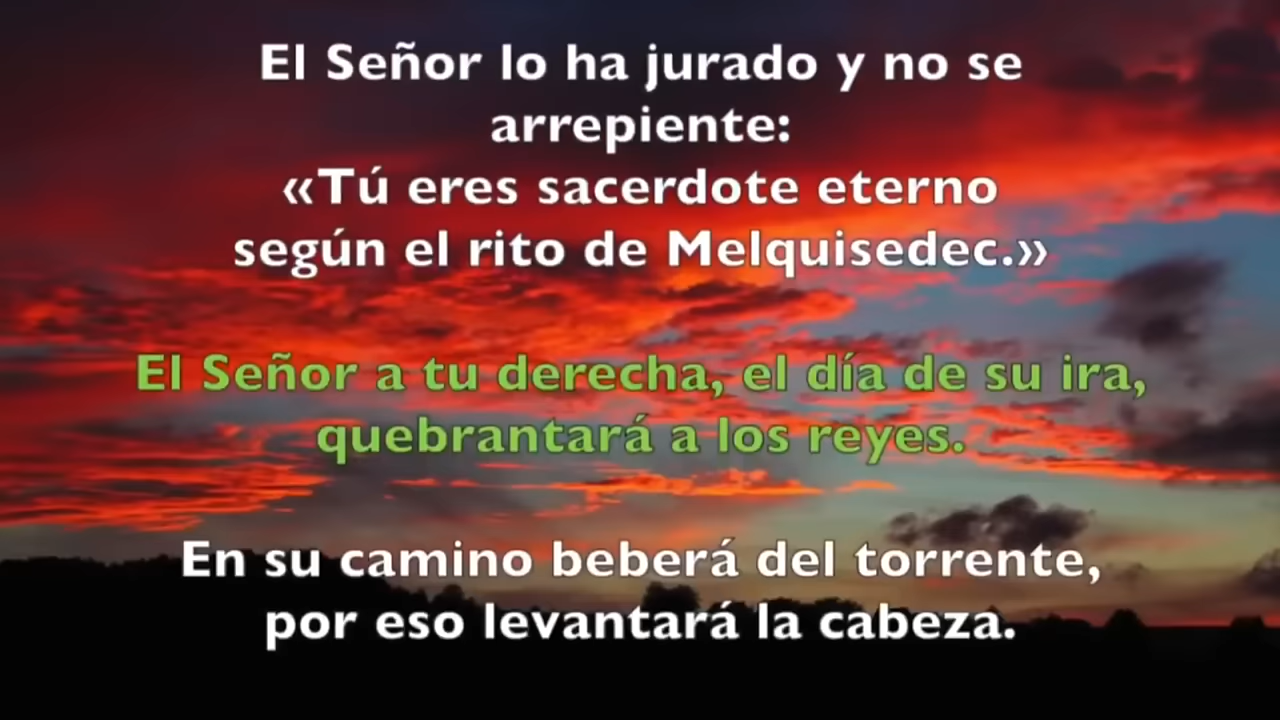 El Señor lo ha jurado y no se
arrepiente:
«Tú eres sacerdote eterno
según el rito de Melquisedec.»
El Señor a tu derecha, el día de su ira,
quebrantará a los reyes.
En su camino beberá del torrente,
por eso levantará la cabeza.